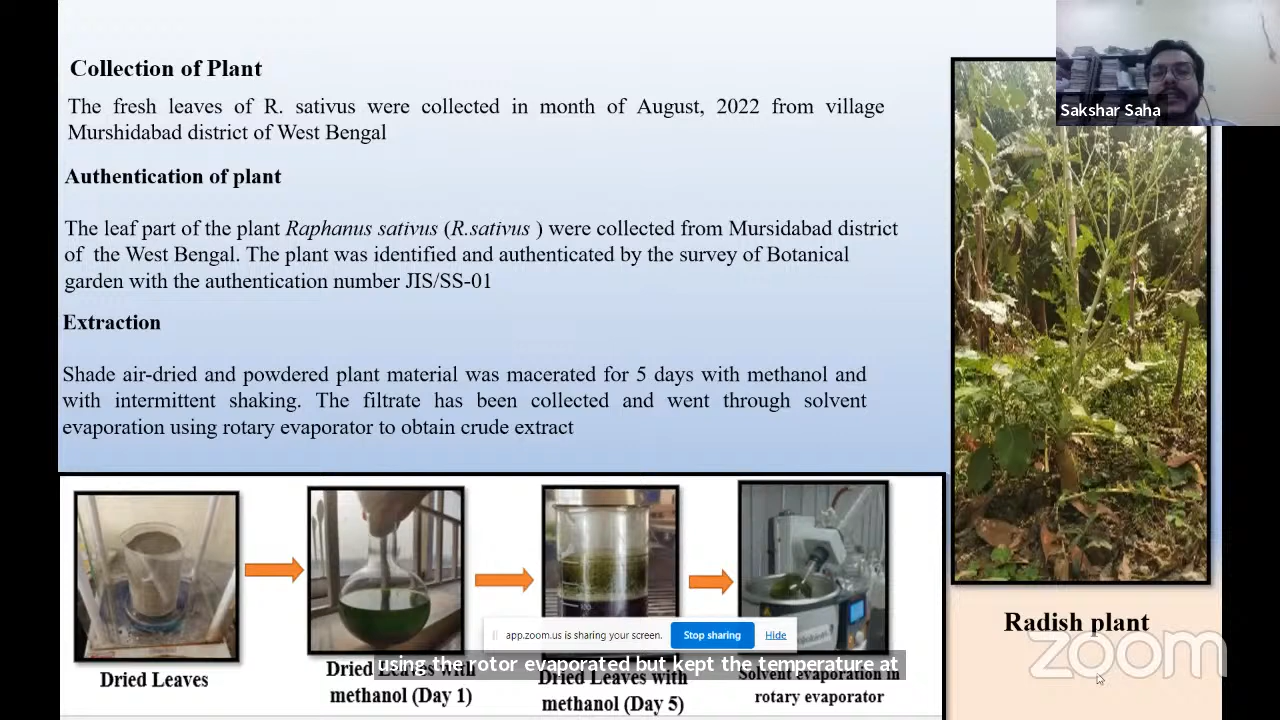 Collection of Plant
Sakshar Saha
The fresh leaves of R. sativus were collected in month of August, 2022 from village
Murshidabad district of West Bengal
Authentication of plant
The leaf part of the plant Raphanus sativus (R.sativus ) were collected from Mursidabad district
of the West Bengal. The plant was identified and authenticated by the survey of Botanical
garden with the authentication number JIS/SS-01
Extraction
Shade air-dried and powdered plant material was macerated for 5 days with methanol and
with intermittent shaking. The filtrate has been collected and went through solvent
evaporation using rotary evaporator to obtain crude extract
Radish plant
zoom
app.zoom.us is sharing your screen. Stop sharing Hide
using the rotor evaporated but kept the temperature at
Dried Leaves
Dried Leaves with
methanol (Day 1)
Dried Leaves with
methanol (Day 5)
Solvent evaporation in
rotary evaporator